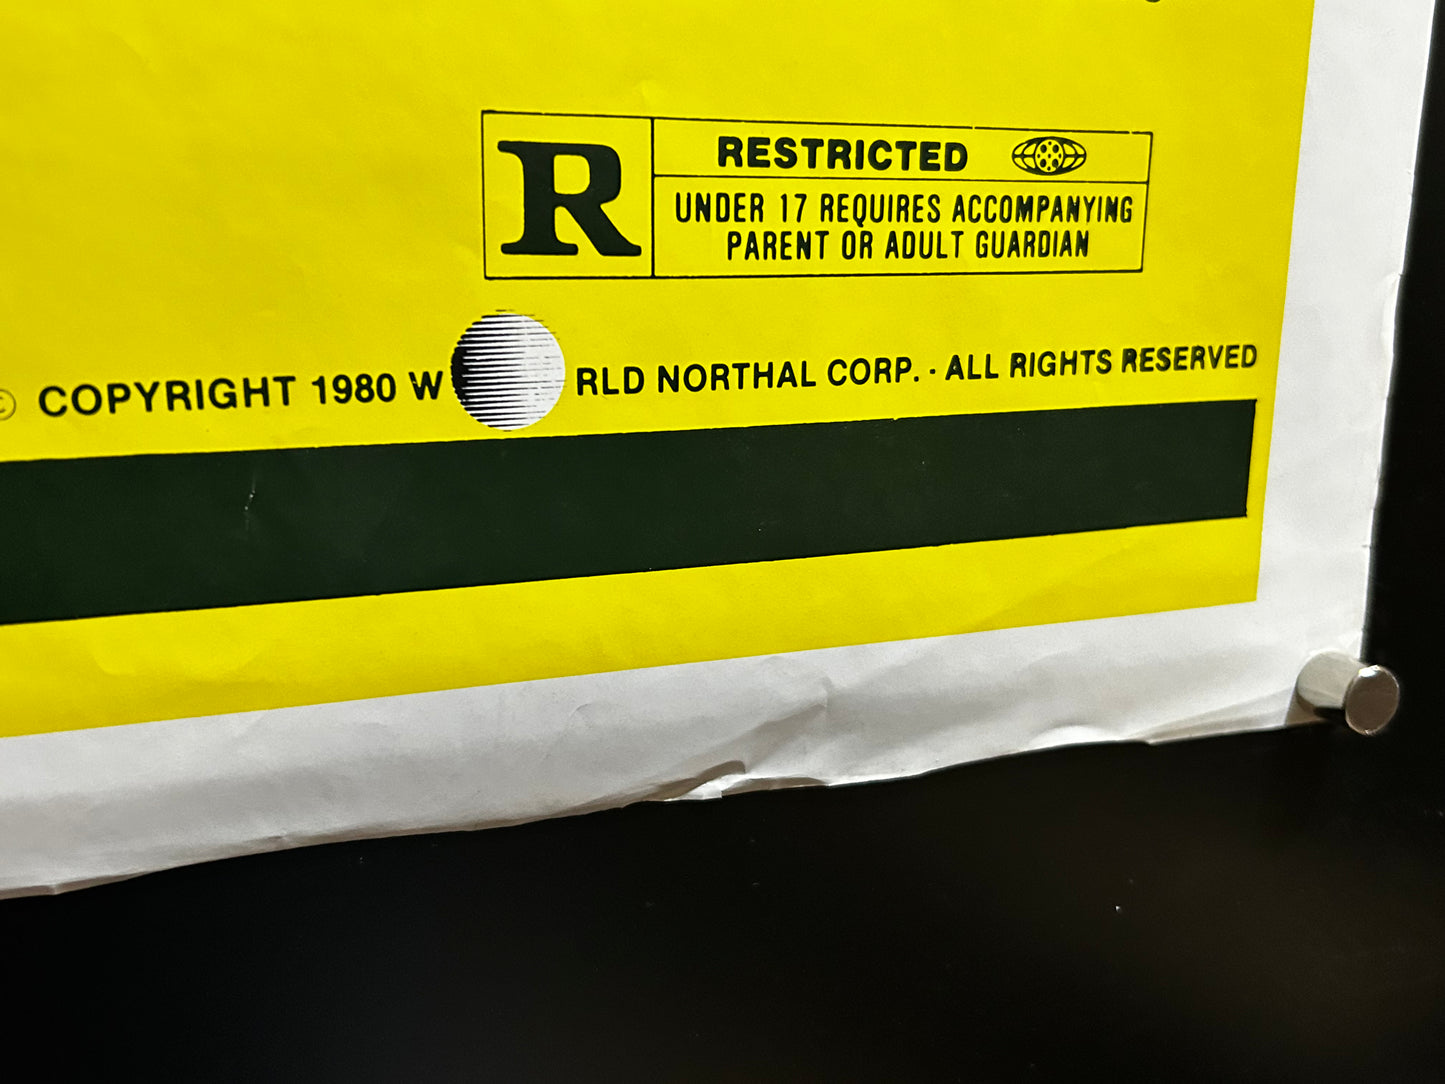 R
RESTRICTED
UNDER 17 REQUIRES ACCOMPANYING
PARENT OR ADULT GUARDIAN
© COPYRIGHT 1980 W RLD NORTHAL CORP. · ALL RIGHTS RESERVED